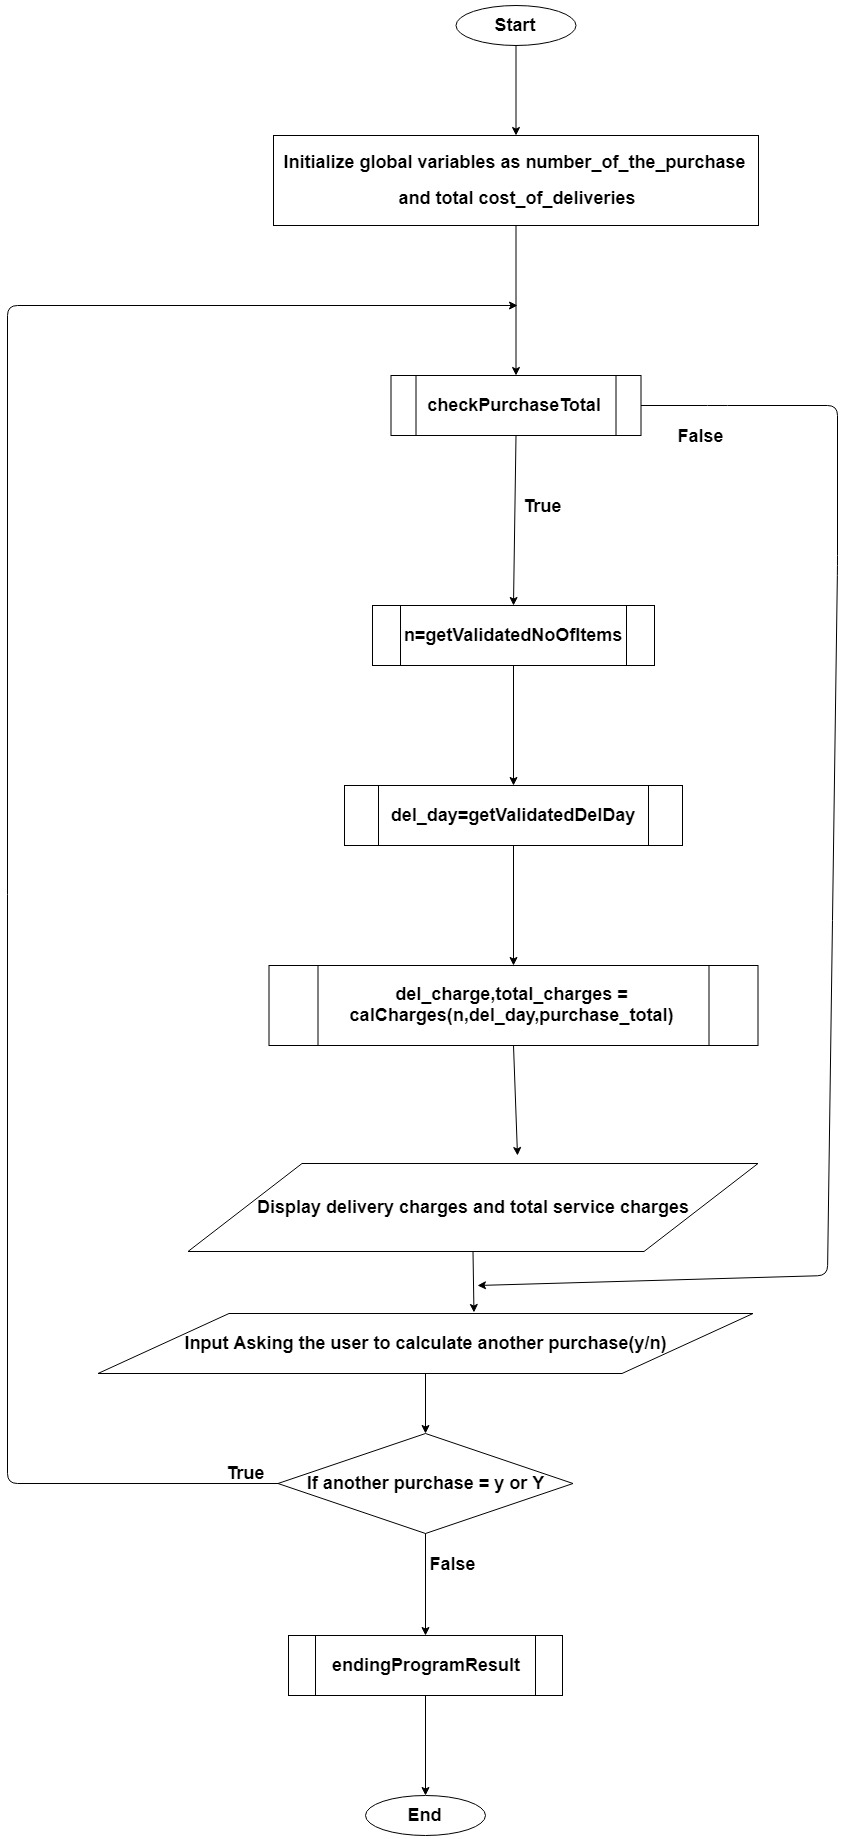 Start
Initialize global variables as number_of_the_purchase
and total cost_of_deliveries
checkPurchaseTotal
False
True
n=getValidatedNoOfItems
del_day=getValidatedDelDay
del_charge,total_charges =
calCharges(n,del_day,purchase_total)
Display delivery charges and total service charges
Input Asking the user to calculate another purchase(y/n)
True
If another purchase = y or Y
False
endingProgramResult
End